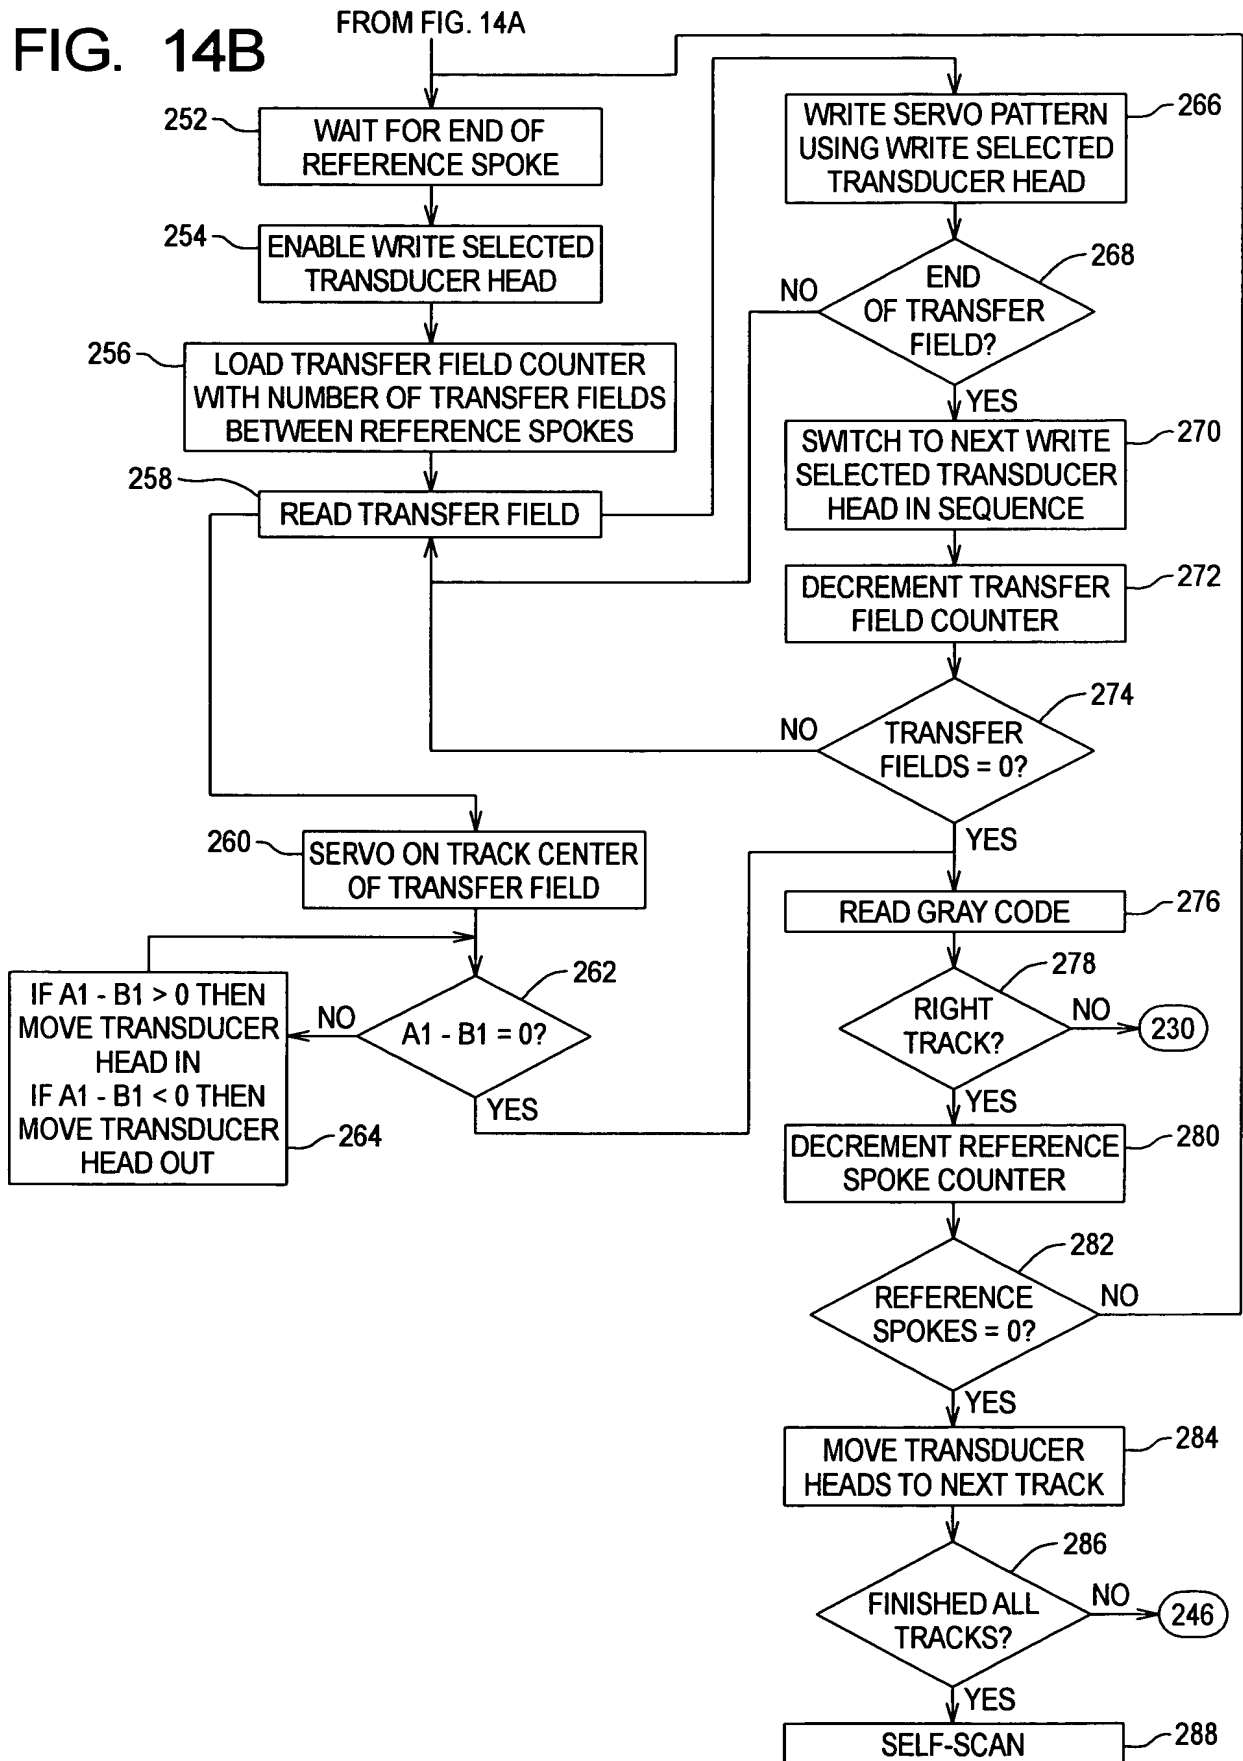 FIG. 14B
FROM FIG. 14A
252
WAIT FOR END OF
REFERENCE SPOKE
254
ENABLE WRITE SELECTED
TRANSDUCER HEAD
256
LOAD TRANSFER FIELD COUNTER
WITH NUMBER OF TRANSFER FIELDS
BETWEEN REFERENCE SPOKES
258
READ TRANSFER FIELD
260
SERVO ON TRACK CENTER
OF TRANSFER FIELD
262
A1 - B1 = 0?
NO
YES
IF A1 - B1 > 0 THEN
MOVE TRANSDUCER
HEAD IN
IF A1 - B1 < 0 THEN
MOVE TRANSDUCER
HEAD OUT
264
WRITE SERVO PATTERN
USING WRITE SELECTED
TRANSDUCER HEAD
266
END
OF TRANSFER
FIELD?
268
NO
YES
SWITCH TO NEXT WRITE
SELECTED TRANSDUCER
HEAD IN SEQUENCE
270
DECREMENT TRANSFER
FIELD COUNTER
272
TRANSFER
FIELDS = 0?
274
NO
YES
READ GRAY CODE
276
RIGHT
TRACK?
278
NO
230
YES
DECREMENT REFERENCE
SPOKE COUNTER
280
REFERENCE
SPOKES = 0?
282
NO
YES
MOVE TRANSDUCER
HEADS TO NEXT TRACK
284
FINISHED ALL
TRACKS?
286
NO
246
YES
SELF-SCAN
288